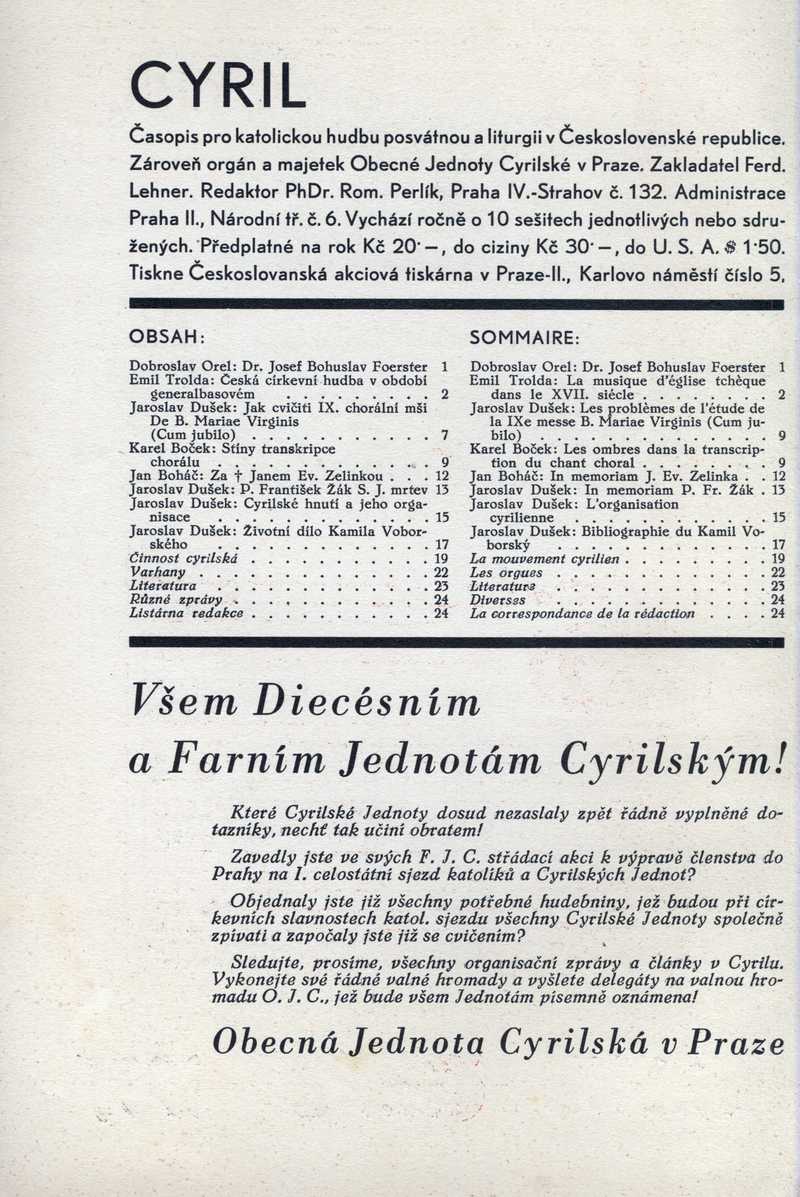 CYRIL
Časopis pro katolickou hudbu posvátnou a liturgii v Československé republice.
Zároveň orgán a majetek Obecné Jednoty Cyrilské v Praze. Zakladatel Ferd.
Lehner. Redaktor PhDr. Rom. Perlík, Praha IV.-Strahov č. 132. Administrace
Praha II., Národní tř. č. 6. Vychází ročně o 10 sešitech jednotlivých nebo sdru-
žených. Předplatné na rok Kč 20·—, do ciziny Kč 30·—, do U. S. A. $ 1·50.
Tiskne Československá akciová tiskárna v Praze-II., Karlovo náměstí číslo 5.
OBSAH:
Dobroslav Orel: Dr. Josef Bohuslav Foerster 1
Emil Trolda: Česká církevní hudba v období
generalbasovém . . . . . . . . . 2
Jaroslav Dušek: Jak cvičiti IX. chorální mši
De B. Mariae Virginis
(Cum jubilo) . . . . . . . . . . . 7
Karel Boček: Stíny transkripce
chorálu . . . . . . . . . . . . . 9
Jan Boháč: Za † Janem Ev. Zelinkou . . . 12
Jaroslav Dušek: P. František Žák S. J. mrtev 13
Jaroslav Dušek: Cyrilské hnutí a jeho orga-
nisace . . . . . . . . . . . . . 15
Jaroslav Dušek: Životní dílo Kamila Vobor-
ského . . . . . . . . . . . . . 17
Činnost cyrilská . . . . . . . . . . . 19
Varhany . . . . . . . . . . . . . . 22
Literatura . . . . . . . . . . . . . 23
Různé zprávy . . . . . . . . . . . . 24
Listárna redakce . . . . . . . . . . . 24
SOMMAIRE:
Dobroslav Orel: Dr. Josef Bohuslav Foerster 1
Emil Trolda: La musique d'église tchèque
dans le XVII. siécle . . . . . . . . 2
Jaroslav Dušek: Les problèmes de l'étude de
la IXe messe B. Mariae Virginis (Cum ju-
bilo) . . . . . . . . . . . . . . 9
Karel Boček: Les ombres dans la transcrip-
tion du chant choral . . . . . . . . 9
Jan Boháč: In memoriam J. Ev. Zelinka . . 12
Jaroslav Dušek: In memoriam P. Fr. Žák . 13
Jaroslav Dušek: L'organisation
cyrilienne . . . . . . . . . . . . 15
Jaroslav Dušek: Bibliographie du Kamil Vo-
borský . . . . . . . . . . . . . 17
La mouvement cyrilien . . . . . . . . . 19
Les orgues . . . . . . . . . . . . . 22
Literature . . . . . . . . . . . . . 23
Diverses . . . . . . . . . . . . . . 24
La correspondance de la rédaction . . . . 24
Všem Diecésním
a Farním Jednotám Cyrilským!
Které Cyrilské Jednoty dosud nezaslaly zpět řádně vyplněné do-
tazníky, nechť tak učiní obratem!
Zavedly jste ve svých F. J. C. střádací akci k výpravě členstva do
Prahy na I. celostátní sjezd katolíků a Cyrilských Jednot?
Objednaly jste již všechny potřebné hudebniny, jež budou při cír-
kevních slavnostech katol. sjezdu všechny Cyrilské Jednoty společně
zpívati a započaly jste již se cvičením?
Sledujte, prosíme, všechny organisační zprávy a články v Cyrilu.
Vykonejte své řádné valné hromady a vyšlete delegáty na valnou hro-
madu O. J. C., jež bude všem Jednotám písemně oznámena!
Obecná Jednota Cyrilská v Praze